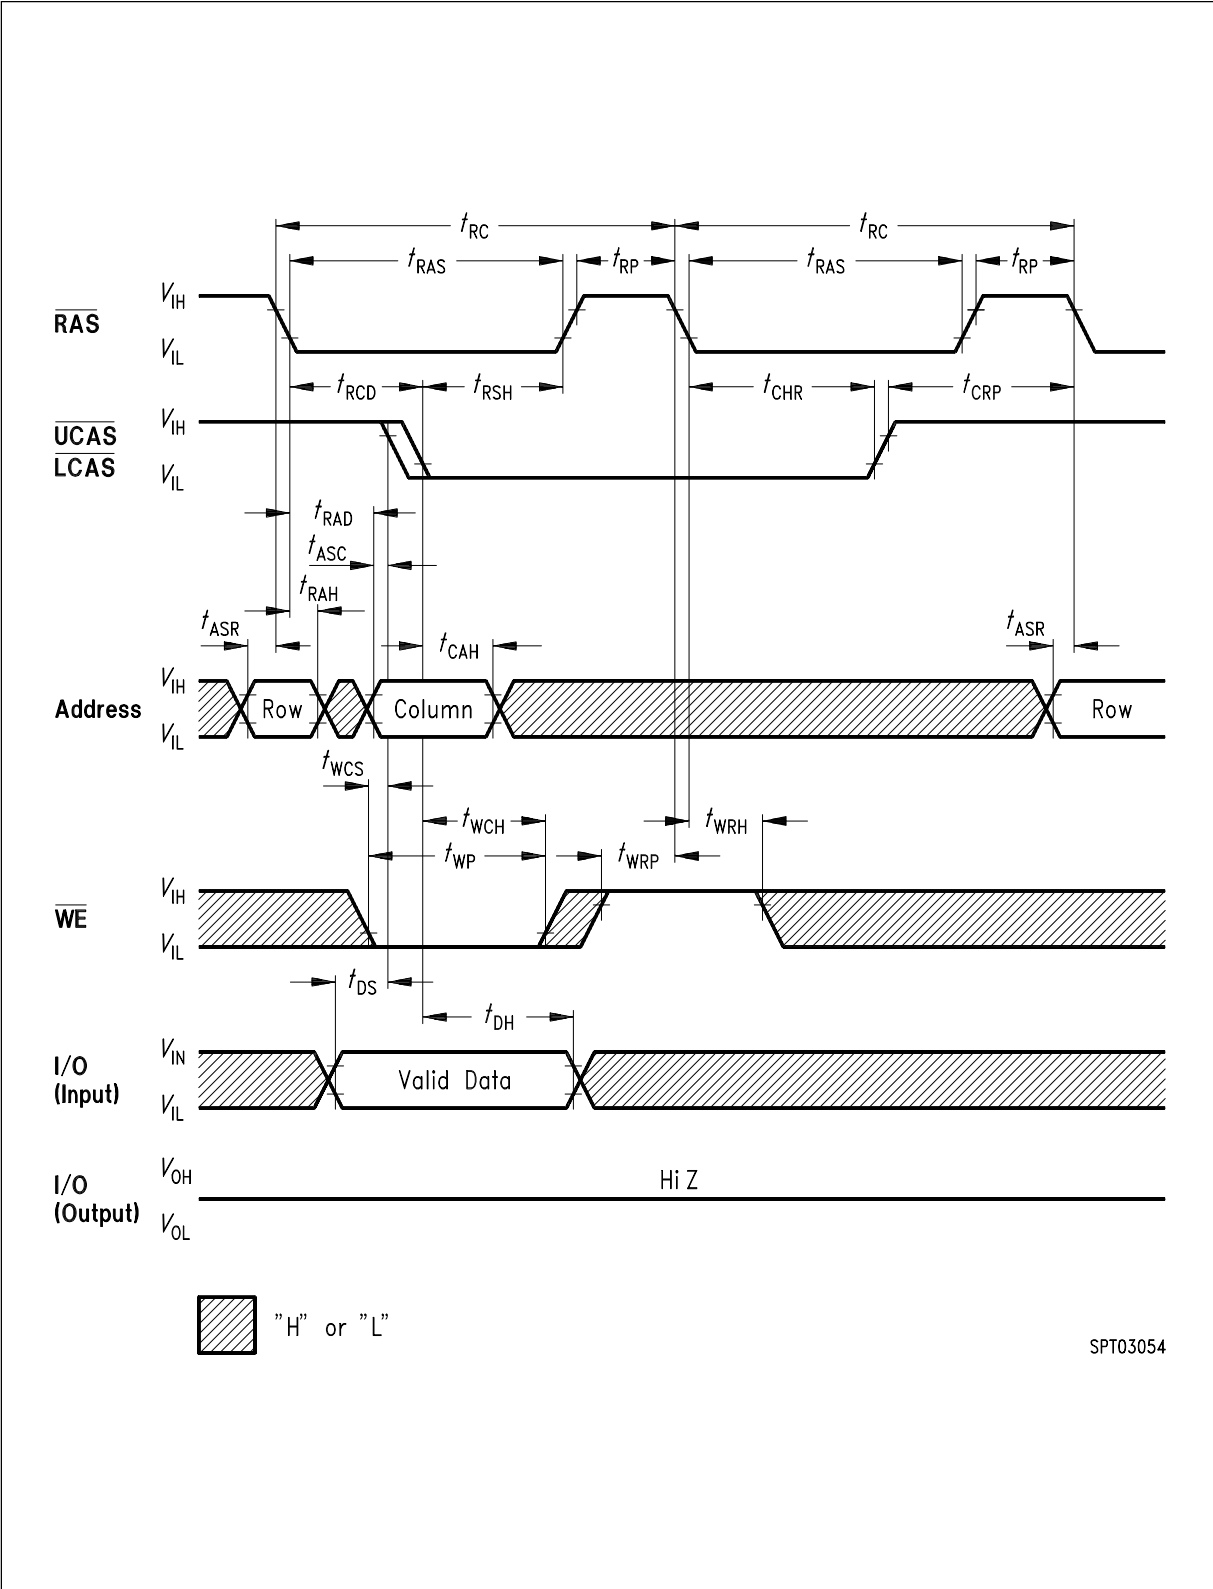 tRC tRC
tRAS tRP tRAS tRP
RAS VIH
VIL
tRCD tRSH tCHR tCRP
UCAS VIH
LCAS VIL
tRAD
tASC
tRAH
tASR tCAH tASR
Address VIH Row Column Row
VIL
tWCS
tWCH tWRH
tWP tWRP
WE VIH
VIL
tDS
tDH
I/O VIN
(Input) Valid Data
VIL
I/O VOH Hi Z
(Output)
VOL
"H" or "L"
SPT03054